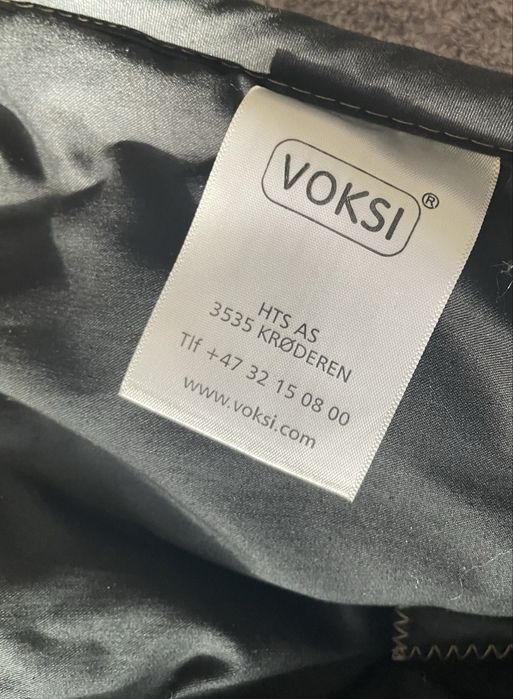 VOKSI®
HTS AS
3535 KRØDEREN
Tlf +47 32 15 08 00
www.voksi.com